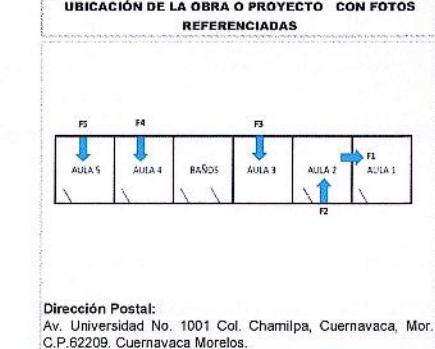 UBICACIÓN DE LA OBRA O PROYECTO CON FOTOS
REFERENCIADAS
F5 F4 F3
F1
AULA 5 AULA 4 BAÑOS AULA 3 AULA 2 AULA 1
F2
Dirección Postal:
Av. Universidad No. 1001 Col. Chamilpa, Cuernavaca, Mor.
C.P.62209. Cuernavaca Morelos.